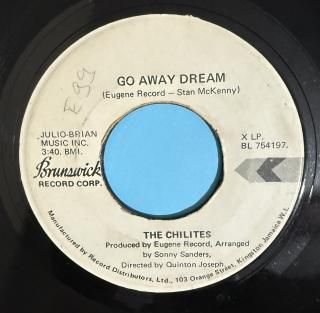 E99
GO AWAY DREAM
(Eugene Record — Stan McKenny)
JULIO-BRIAN
MUSIC INC.
3:40. BMI.
X LP.
BL 754197.
Brunswick
RECORD CORP.
THE CHILITES
Produced by Eugene Record, Arranged
by Sonny Sanders,
Directed by Quinton Joseph,
Manufactured by Record Distributors, Ltd., 103 Orange Street, Kingston Jamaica W.I.